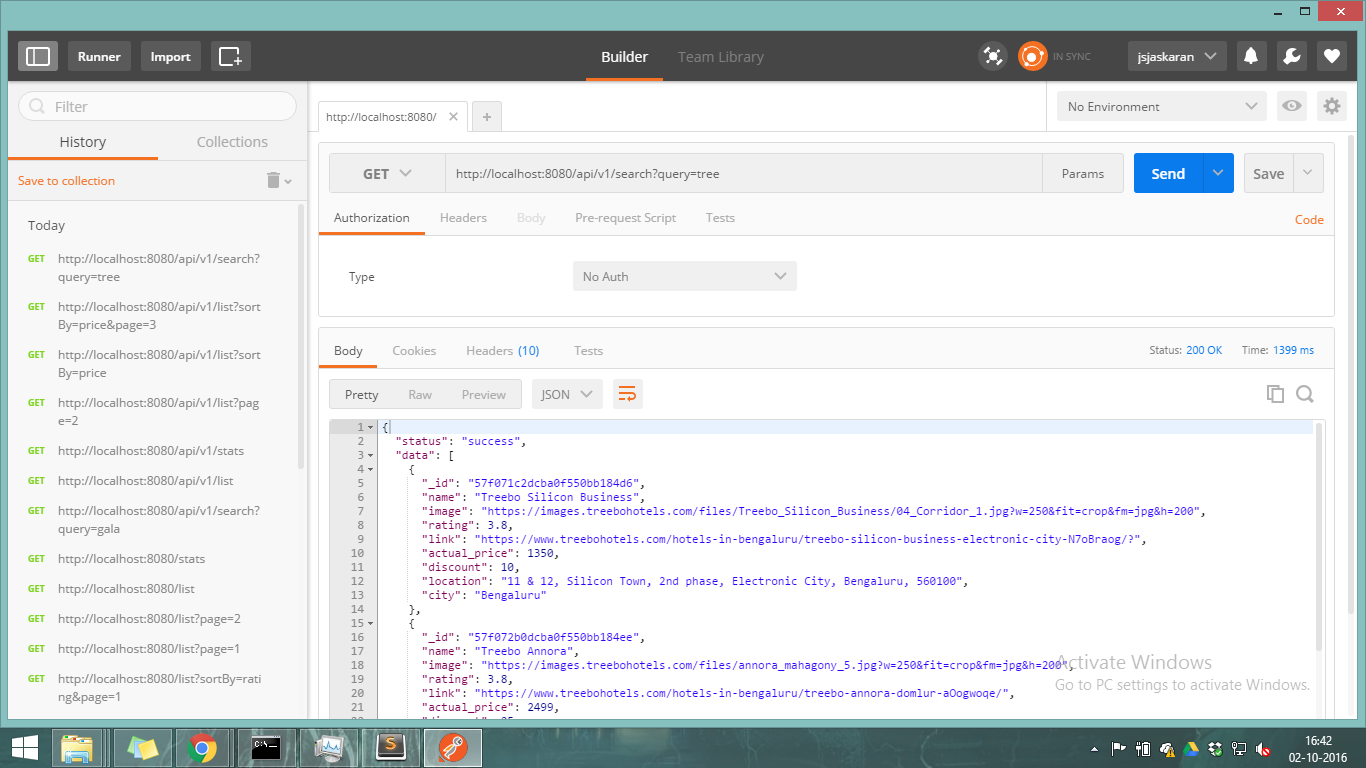 Runner
Import
Builder
Team Library
IN SYNC
jsjaskaran
Filter
History
Collections
Save to collection
Today
GET http://localhost:8080/api/v1/search?
query=tree
GET http://localhost:8080/api/v1/list?sort
By=price&page=3
GET http://localhost:8080/api/v1/list?sort
By=price
GET http://localhost:8080/api/v1/list?pag
e=2
GET http://localhost:8080/api/v1/stats
GET http://localhost:8080/api/v1/list
GET http://localhost:8080/api/v1/search?
query=gala
GET http://localhost:8080/stats
GET http://localhost:8080/list
GET http://localhost:8080/list?page=2
GET http://localhost:8080/list?page=1
GET http://localhost:8080/list?sortBy=rati
ng&page=1
http://localhost:8080/
No Environment
GET http://localhost:8080/api/v1/search?query=tree Params Send Save
Authorization Headers Body Pre-request Script Tests Code
Type No Auth
Body Cookies Headers (10) Tests Status: 200 OK Time: 1399 ms
Pretty Raw Preview JSON
1 {
2 "status": "success",
3 "data": [
4 {
5 "_id": "57f071c2dcba0f550bb184d6",
6 "name": "Treebo Silicon Business",
7 "image": "https://images.treebohotels.com/files/Treebo_Silicon_Business/04_Corridor_1.jpg?w=250&fit=crop&fm=jpg&h=200",
8 "rating": 3.8,
9 "link": "https://www.treebohotels.com/hotels-in-bengaluru/treebo-silicon-business-electronic-city-N7oBraog/?",
10 "actual_price": 1350,
11 "discount": 10,
12 "location": "11 & 12, Silicon Town, 2nd phase, Electronic City, Bengaluru, 560100",
13 "city": "Bengaluru"
14 },
15 {
16 "_id": "57f072b0dcba0f550bb184ee",
17 "name": "Treebo Annora",
18 "image": "https://images.treebohotels.com/files/annora_mahagony_5.jpg?w=250&fit=crop&fm=jpg&h=200",
19 "rating": 3.8,
20 "link": "https://www.treebohotels.com/hotels-in-bengaluru/treebo-annora-domlur-aOogwoqe/",
21 "actual_price": 2499,
Activate Windows
Go to PC settings to activate Windows.
16:42
02-10-2016